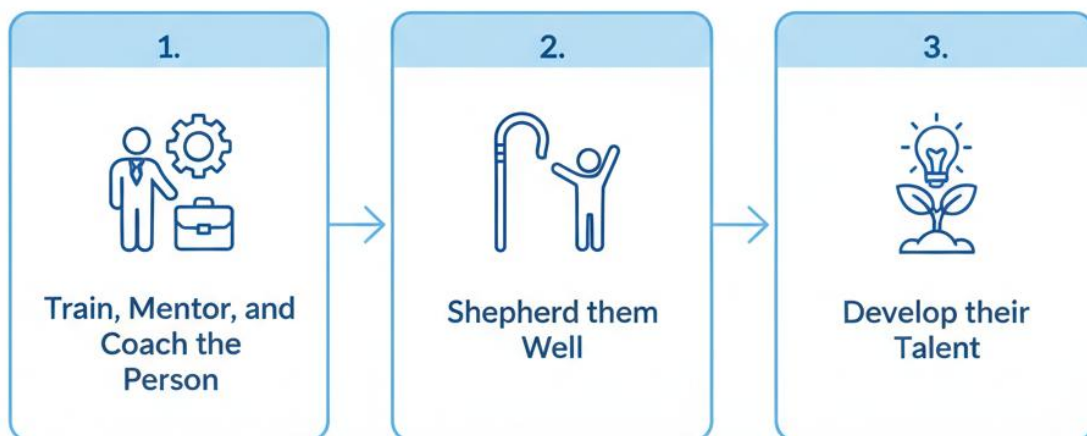 1.
Train, Mentor, and
Coach the
Person
2.
Shepherd them
Well
3.
Develop their
Talent